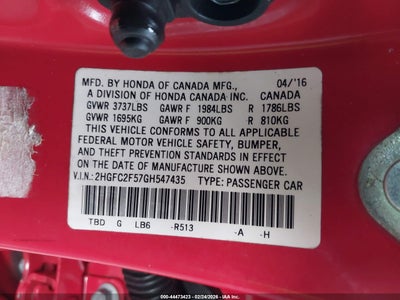 MFD. BY HONDA OF CANADA MFG., 04/'16
A DIVISION OF HONDA CANADA INC. CANADA
GVWR 3737LBS GAWR F 1984LBS R 1786LBS
GVWR 1695KG GAWR F 900KG R 810KG
THIS VEHICLE CONFORMS TO ALL APPLICABLE
FEDERAL MOTOR VEHICLE SAFETY, BUMPER,
AND THEFT PREVENTION STANDARDS IN EFFECT
ON THE DATE OF MANUFACTURE SHOWN ABOVE.
V.I.N.: 2HGFC2F57GH547435 TYPE: PASSENGER CAR
TBD G LB6 -R513 -A -H
000-44473423 - 02/24/2026 - IAA Inc.